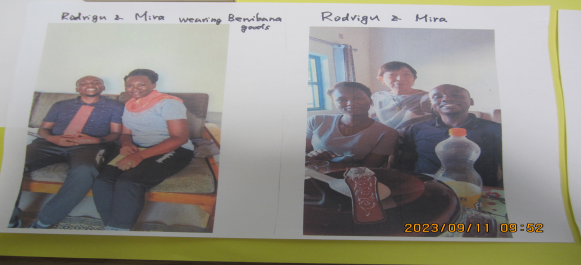 Rodrigu & Mira wearing Benibana
goods
Rodrigu & Mira
2023/09/11 09:52